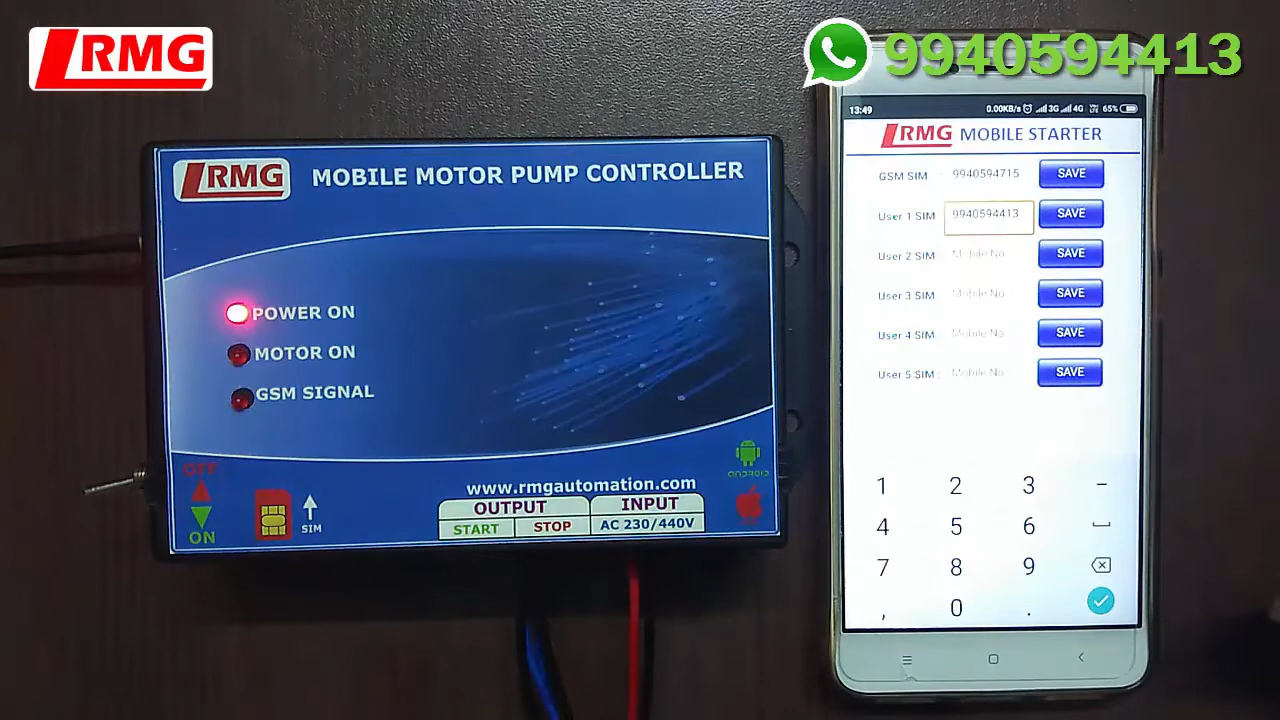 LRMG
9940594413
LRMG MOBILE MOTOR PUMP CONTROLLER
POWER ON
MOTOR ON
GSM SIGNAL
OFF
ON
SIM
www.rmgautomation.com
OUTPUT INPUT
START STOP AC 230/440V
ANDROID
13:49 0.00KB/s 3G 4G 65%
LRMG MOBILE STARTER
GSM SIM : 9940594715 SAVE
User 1 SIM 9940594413 SAVE
User 2 SIM Mobile No SAVE
User 3 SIM Mobile No SAVE
User 4 SIM Mobile No SAVE
User 5 SIM : Mobile No SAVE
1 2 3 –
4 5 6
7 8 9
, 0 .